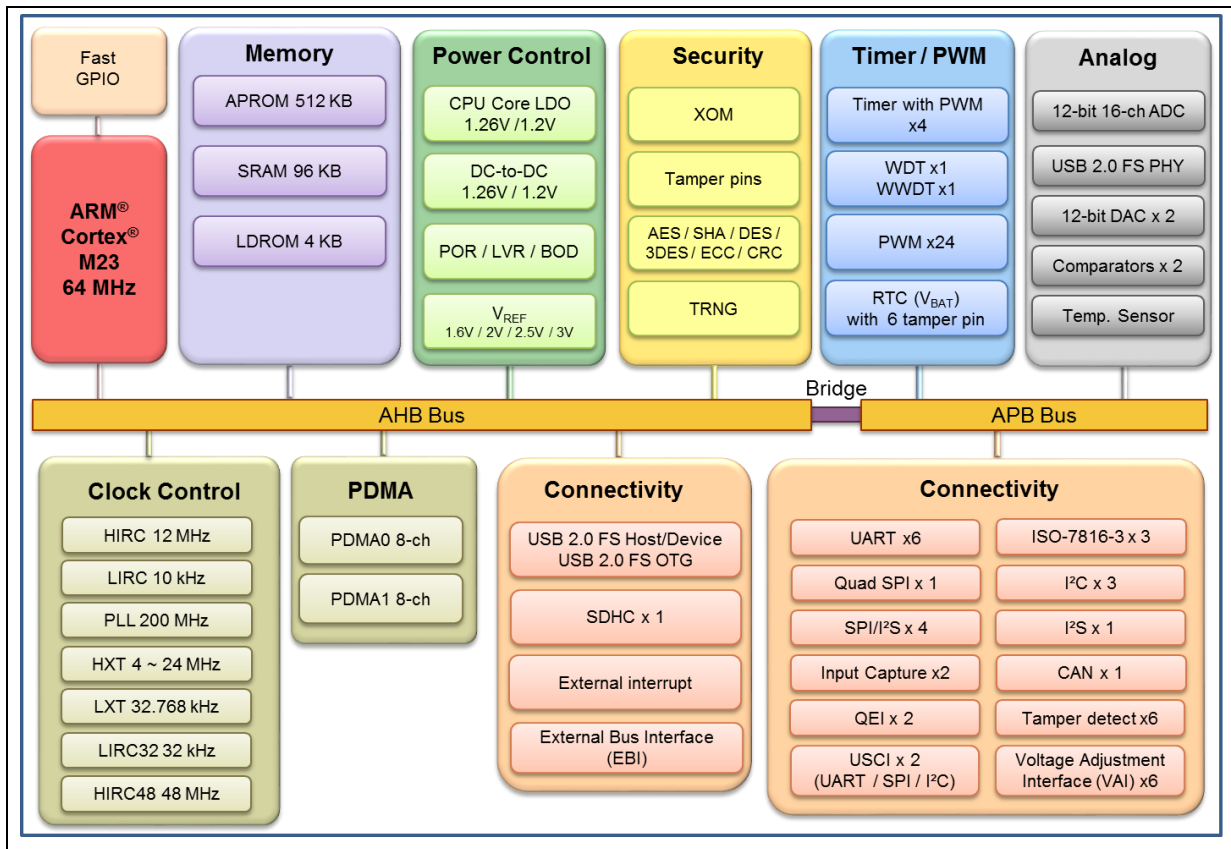 Fast
GPIO
ARM®
Cortex®
M23
64 MHz
Memory
APROM 512 KB
SRAM 96 KB
LDROM 4 KB
Power Control
CPU Core LDO
1.26V /1.2V
DC-to-DC
1.26V / 1.2V
POR / LVR / BOD
VREF
1.6V / 2V / 2.5V / 3V
Security
XOM
Tamper pins
AES / SHA / DES /
3DES / ECC / CRC
TRNG
Timer / PWM
Timer with PWM
x4
WDT x1
WWDT x1
PWM x24
RTC (VBAT)
with 6 tamper pin
Analog
12-bit 16-ch ADC
USB 2.0 FS PHY
12-bit DAC x 2
Comparators x 2
Temp. Sensor
AHB Bus
Bridge
APB Bus
Clock Control
HIRC 12 MHz
LIRC 10 kHz
PLL 200 MHz
HXT 4 ~ 24 MHz
LXT 32.768 kHz
LIRC32 32 kHz
HIRC48 48 MHz
PDMA
PDMA0 8-ch
PDMA1 8-ch
Connectivity
USB 2.0 FS Host/Device
USB 2.0 FS OTG
SDHC x 1
External interrupt
External Bus Interface
(EBI)
Connectivity
UART x6
Quad SPI x 1
SPI/I²S x 4
Input Capture x2
QEI x 2
USCI x 2
(UART / SPI / I²C)
ISO-7816-3 x 3
I²C x 3
I²S x 1
CAN x 1
Tamper detect x6
Voltage Adjustment
Interface (VAI) x6